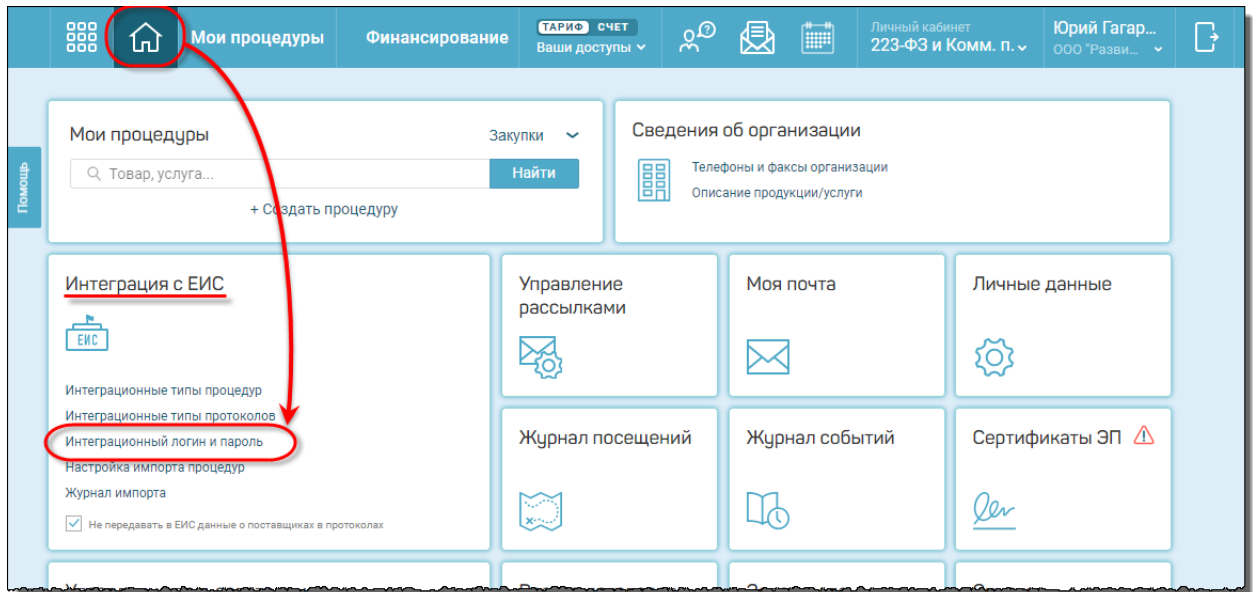 Мои процедуры
Финансирование
ТАРИФ СЧЕТ
Ваши доступы
Личный кабинет
223-ФЗ и Комм. п.
Юрий Гагар...
ООО "Разви...
Помощь
Мои процедуры
Закупки
Товар, услуга...
Найти
+ Создать процедуру
Сведения об организации
Телефоны и факсы организации
Описание продукции/услуги
Интеграция с ЕИС
ЕИС
Интеграционные типы процедур
Интеграционные типы протоколов
Интеграционный логин и пароль
Настройка импорта процедур
Журнал импорта
Не передавать в ЕИС данные о поставщиках в протоколах
Управление
рассылками
Моя почта
Личные данные
Журнал посещений
Журнал событий
Сертификаты ЭП